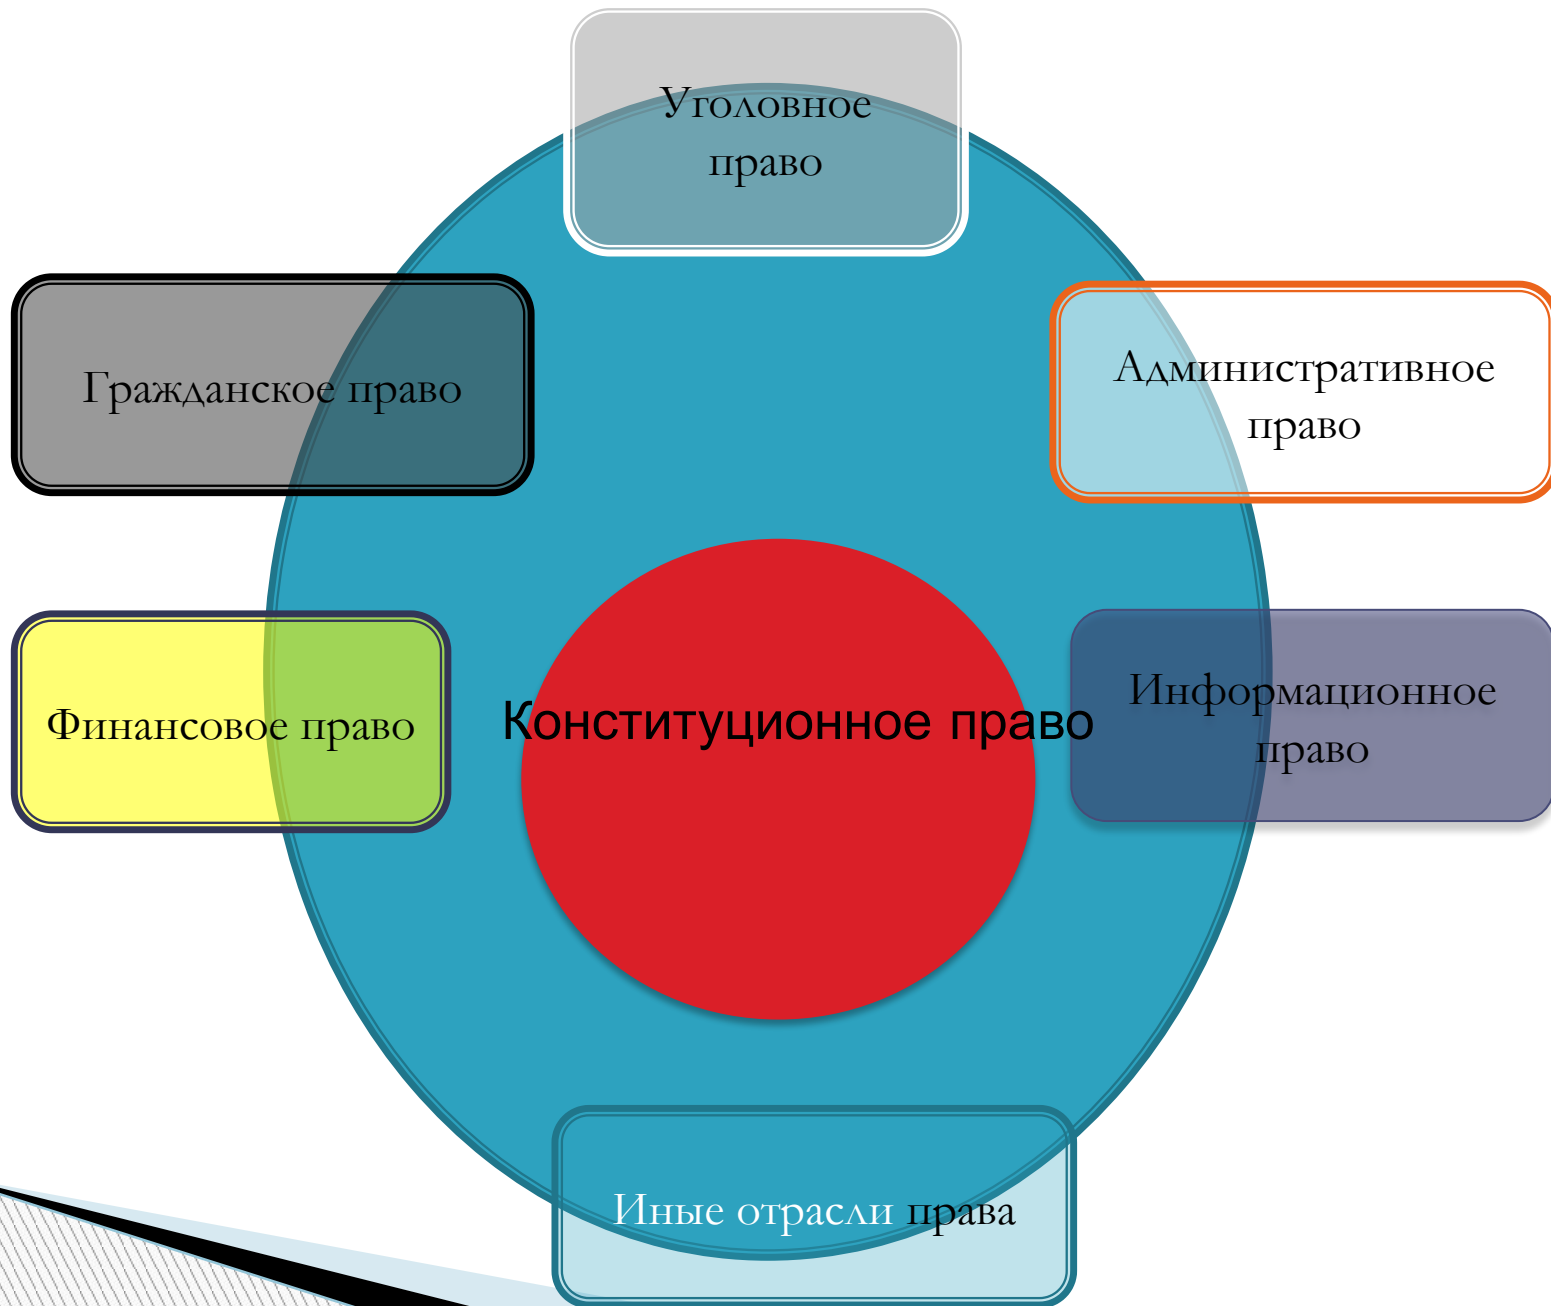 Уголовное
право
Гражданское право
Административное
право
Финансовое право
Конституционное право
Информационное
право
Иные отрасли права